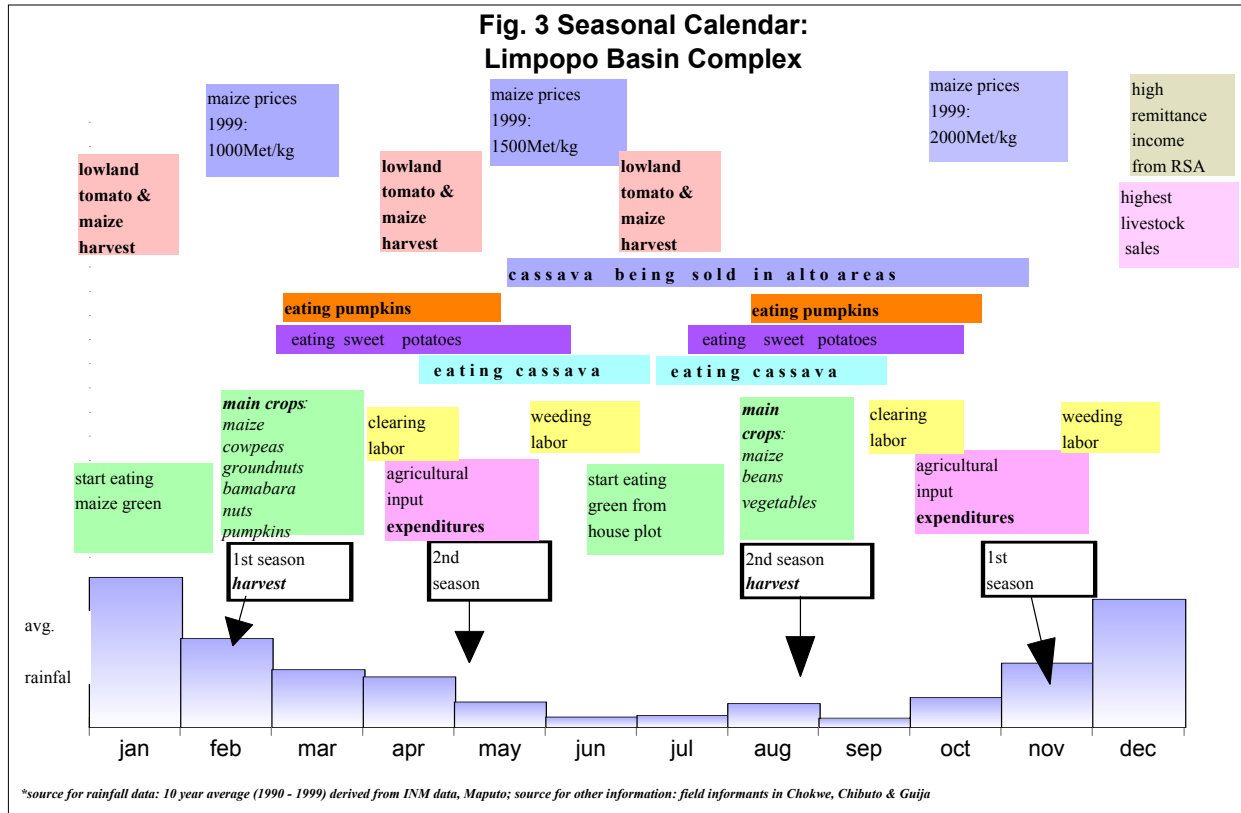 Fig. 3 Seasonal Calendar:
Limpopo Basin Complex
maize prices
1999:
1000Met/kg
maize prices
1999:
1500Met/kg
maize prices
1999:
2000Met/kg
high
remittance
income
from RSA
lowland
tomato &
maize
harvest
lowland
tomato &
maize
harvest
lowland
tomato &
maize
harvest
highest
livestock
sales
cassava being sold in alto areas
eating pumpkins
eating pumpkins
eating sweet potatoes
eating sweet potatoes
eating cassava
eating cassava
main crops:
maize
cowpeas
groundnuts
bamabara
nuts
pumpkins
clearing
labor
weeding
labor
main
crops:
maize
beans
vegetables
clearing
labor
weeding
labor
start eating
maize green
agricultural
input
expenditures
start eating
green from
house plot
agricultural
input
expenditures
1st season
harvest
2nd
season
2nd season
harvest
1st
season
avg.
rainfal
jan feb mar apr may jun jul aug sep oct nov dec
*source for rainfall data: 10 year average (1990 - 1999) derived from INM data, Maputo; source for other information: field informants in Chokwe, Chibuto & Guija